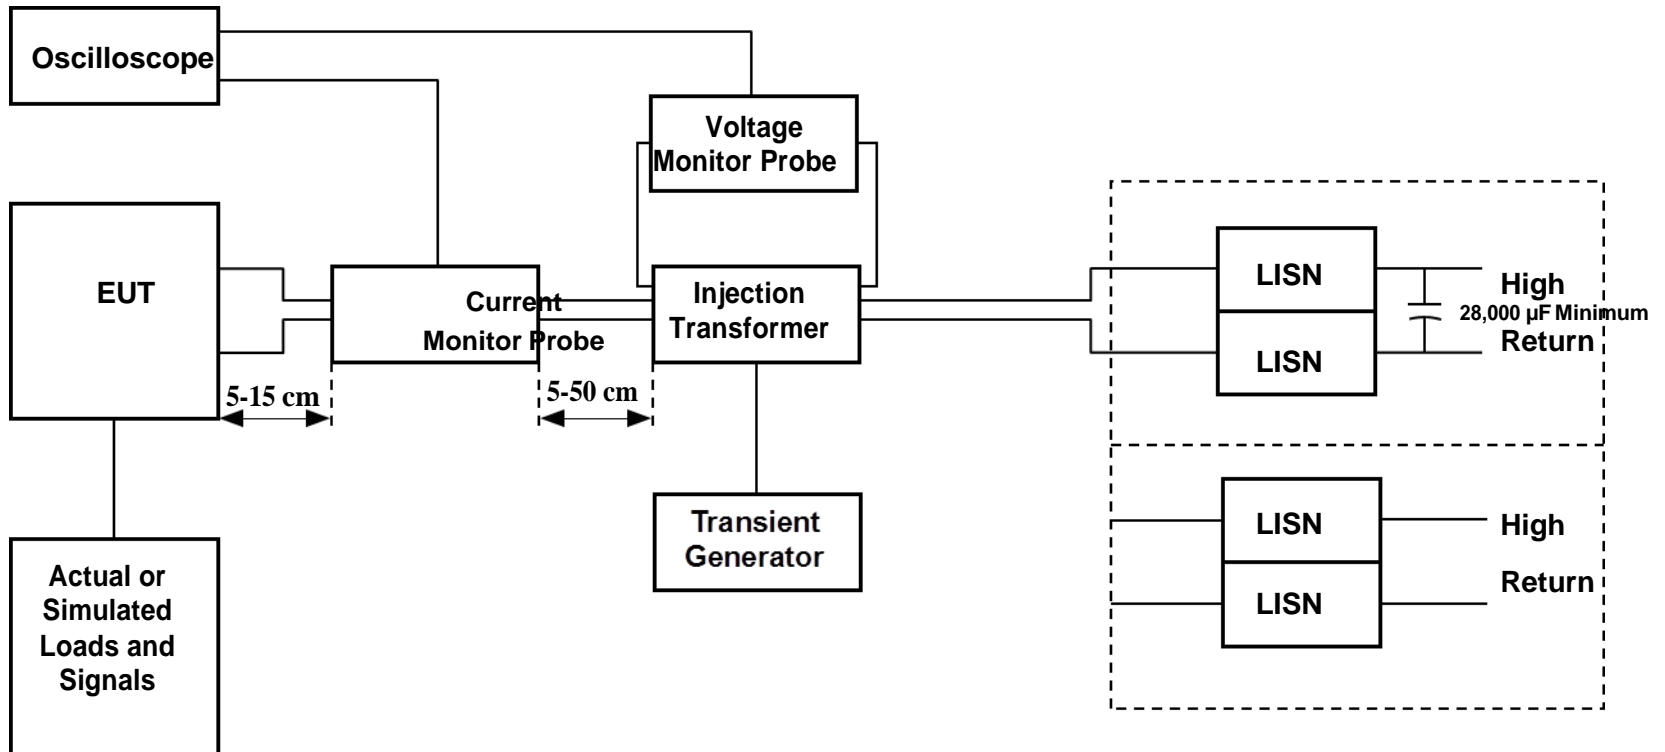 Oscilloscope
Voltage
Monitor Probe
EUT
Current
Monitor Probe
Injection
Transformer
LISN
LISN
High
28,000 µF Minimum
Return
5-15 cm
5-50 cm
Transient
Generator
LISN
LISN
High
Return
Actual or
Simulated
Loads and
Signals